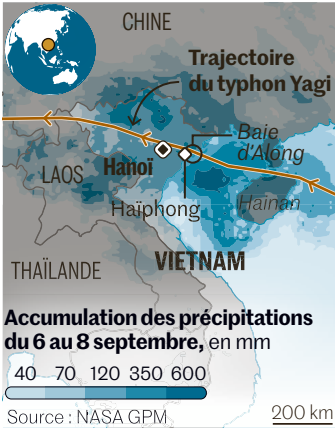 CHINE
Trajectoire
du typhon Yagi
Baie
d'Along
Hanoï
LAOS
Haïphong
Hainan
THAÏLANDE
VIETNAM
Accumulation des précipitations
du 6 au 8 septembre, en mm
40 70 120 350 600
Source : NASA GPM
200 km